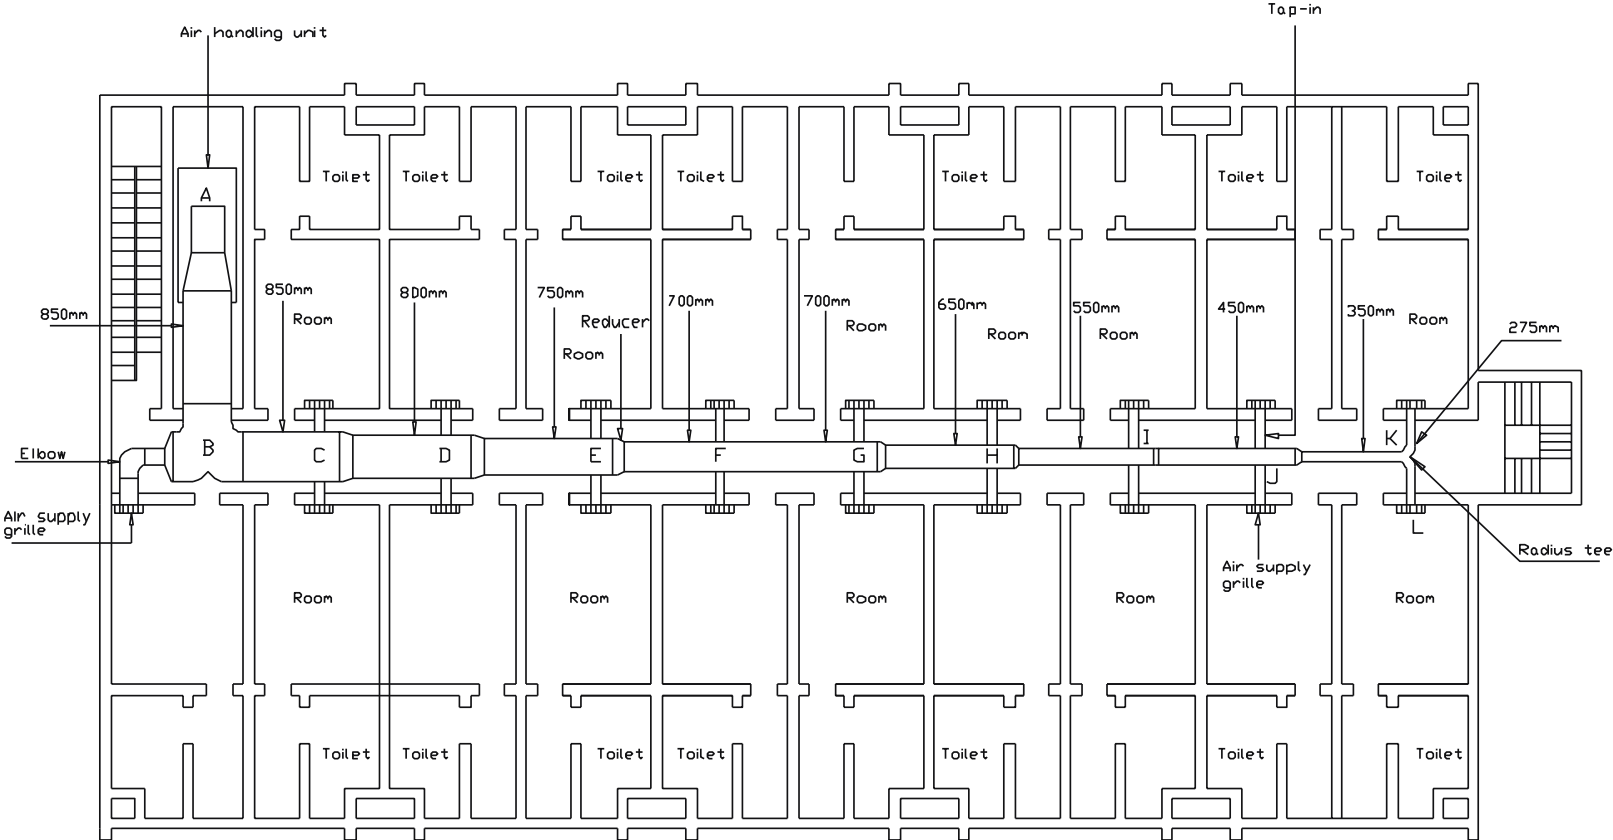 Tap-in
Air handling unit
Toilet Toilet Toilet Toilet Toilet Toilet Toilet
A
850mm 800mm 750mm 700mm 700mm 650mm 550mm 450mm 350mm
850mm
Room Reducer Room Room Room Room 275mm
Room
K
I
Elbow B C D E F G H
J
AIr supply
grille
L
Radius tee
Air supply
grille
Room Room Room Room Room
Toilet Toilet Toilet Toilet Toilet Toilet Toilet